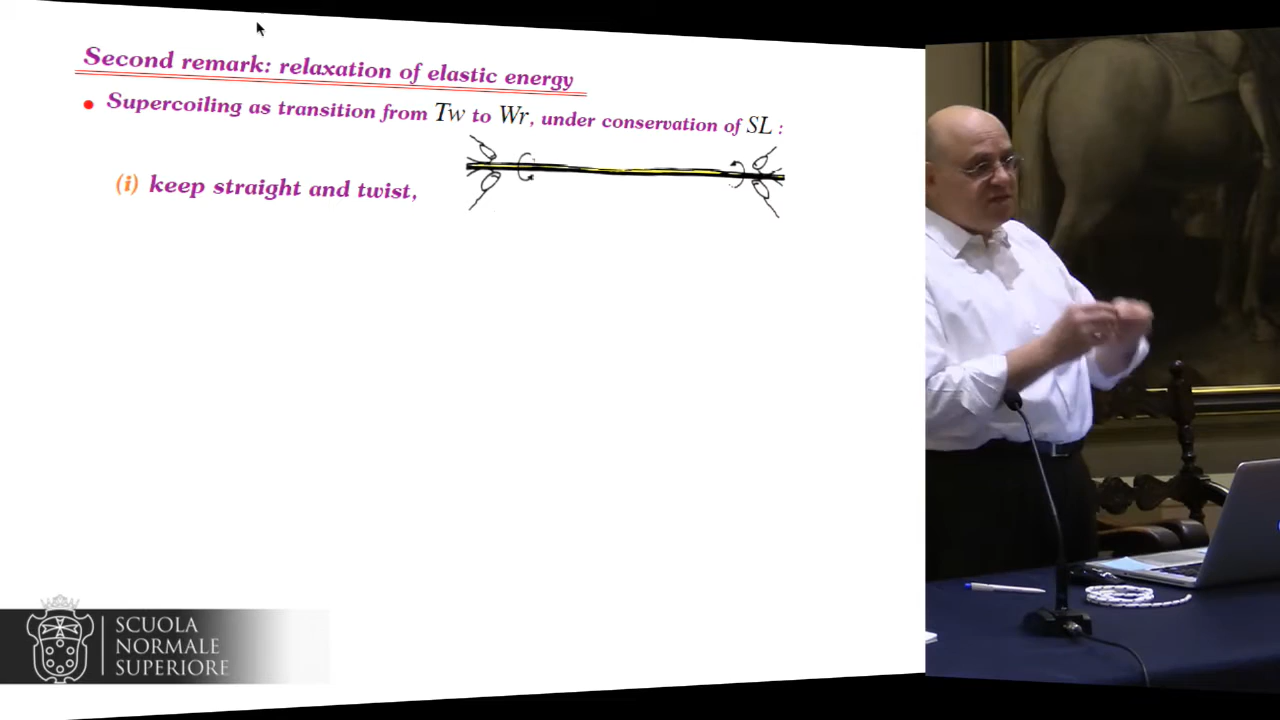 Second remark: relaxation of elastic energy
• Supercoiling as transition from Tw to Wr, under conservation of SL :
(i) keep straight and twist,
SCUOLA
NORMALE
SUPERIORE